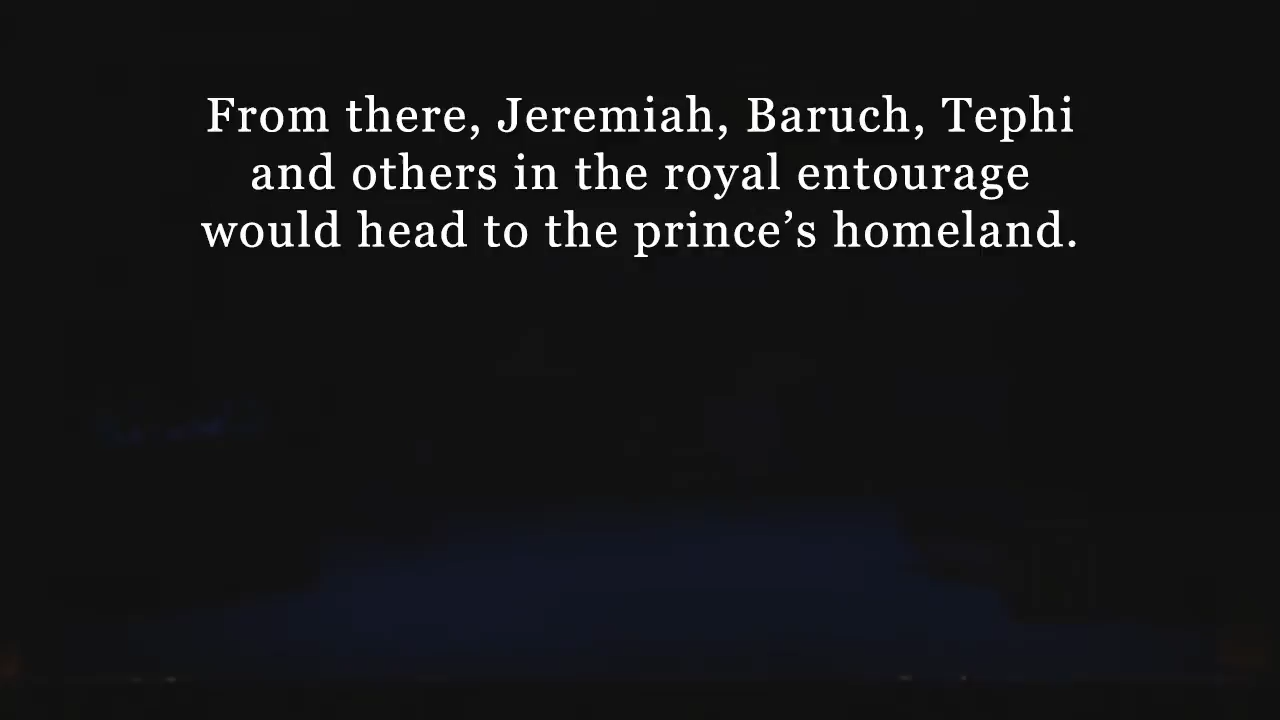 From there, Jeremiah, Baruch, Tephi
and others in the royal entourage
would head to the prince’s homeland.